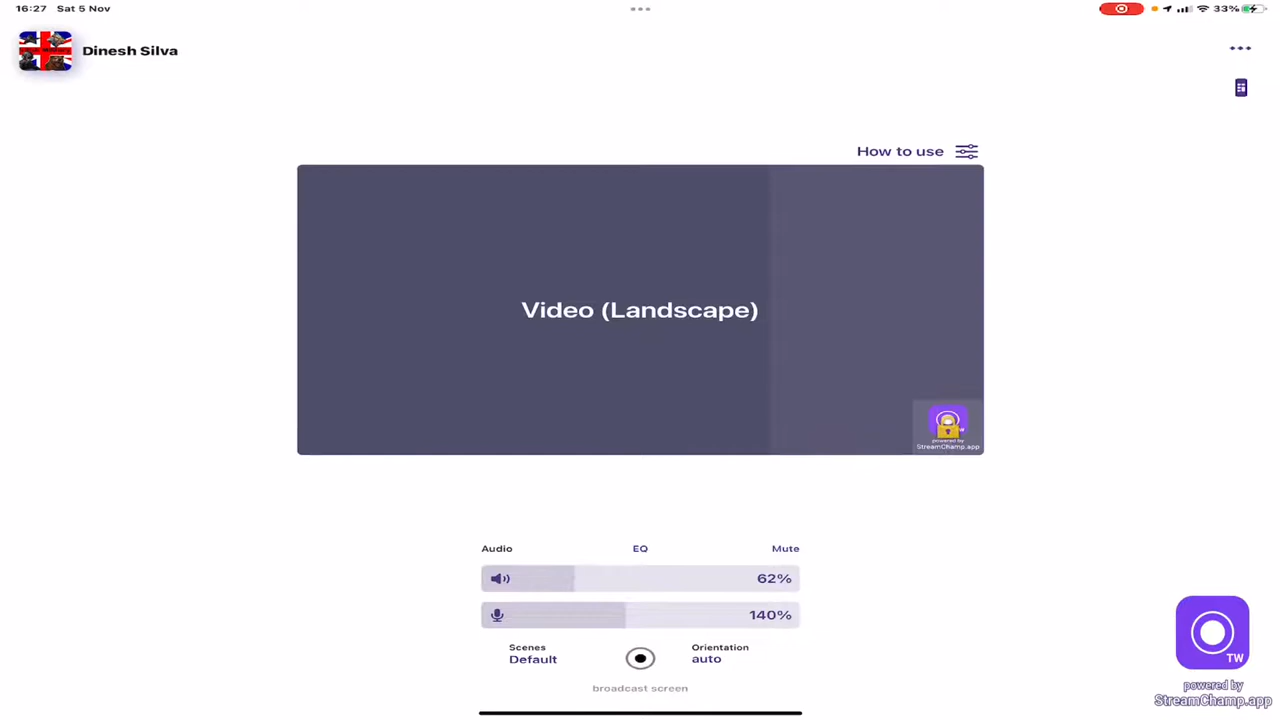 16:27 Sat 5 Nov
33%
Dinesh Silva
How to use
Video (Landscape)
powered by
StreamChamp.app
Audio EQ Mute
62%
140%
Scenes Orientation
Default auto
broadcast screen
TW
powered by
StreamChamp.app